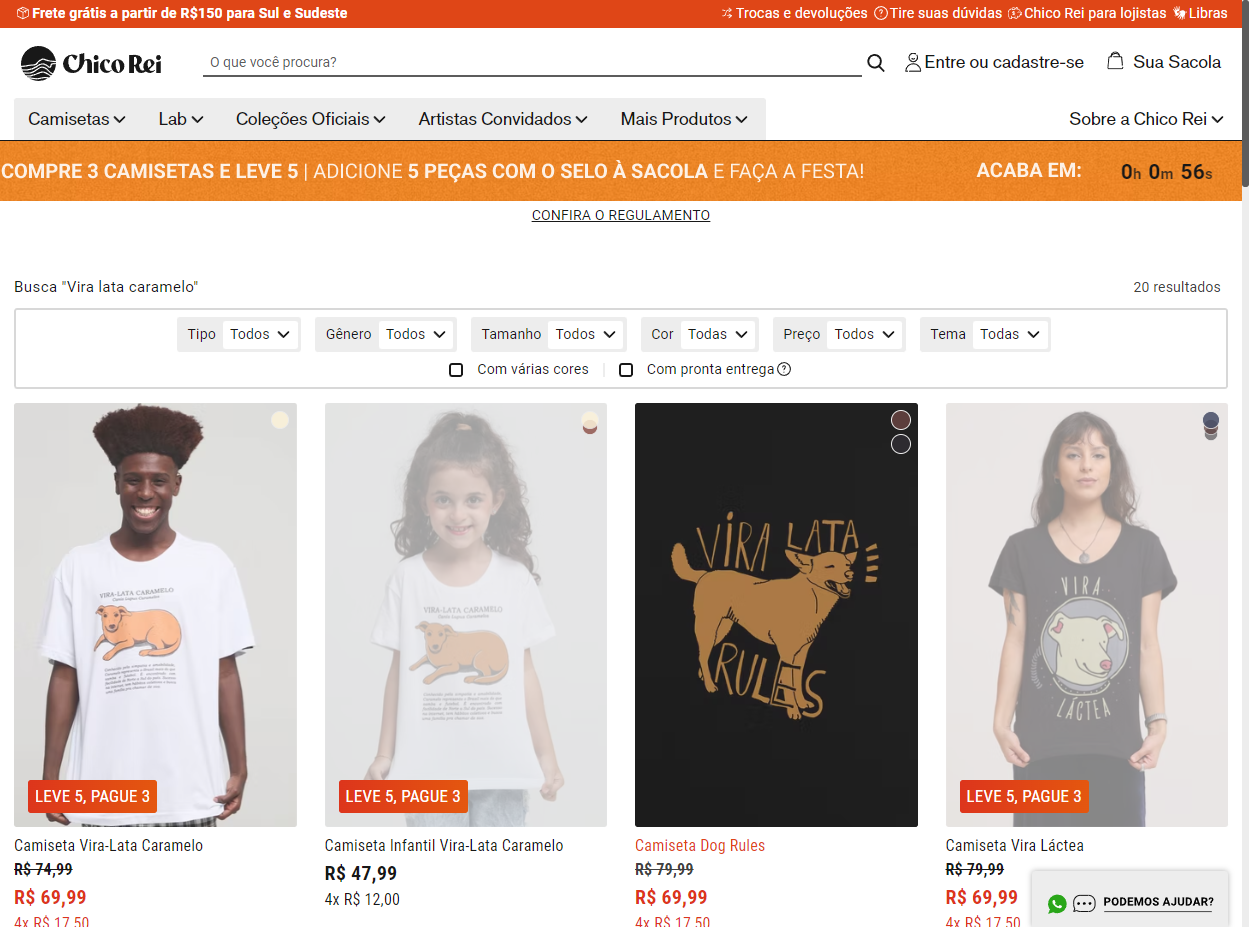 Frete grátis a partir de R$150 para Sul e Sudeste
Trocas e devoluções Tire suas dúvidas Chico Rei para lojistas Libras
Chico Rei
O que você procura?
Entre ou cadastre-se
Sua Sacola
Camisetas Lab Coleções Oficiais Artistas Convidados Mais Produtos Sobre a Chico Rei
COMPRE 3 CAMISETAS E LEVE 5 | ADICIONE 5 PEÇAS COM O SELO À SACOLA E FAÇA A FESTA!
ACABA EM: 0h 0m 56s
CONFIRA O REGULAMENTO
Busca "Vira lata caramelo"
20 resultados
Tipo Todos Gênero Todos Tamanho Todos Cor Todas Preço Todos Tema Todas
Com várias cores Com pronta entrega
VIRA-LATA CARAMELO
VIRA-LATA CARAMELO
VIRA LATA
RULES
VIRA
LÁCTEA
LEVE 5, PAGUE 3
LEVE 5, PAGUE 3
LEVE 5, PAGUE 3
Camiseta Vira-Lata Caramelo
R$ 74,99
R$ 69,99
4x R$ 17,50
Camiseta Infantil Vira-Lata Caramelo
R$ 47,99
4x R$ 12,00
Camiseta Dog Rules
R$ 79,99
R$ 69,99
4x R$ 17,50
Camiseta Vira Láctea
R$ 79,99
R$ 69,99
4x R$ 17,50
PODEMOS AJUDAR?